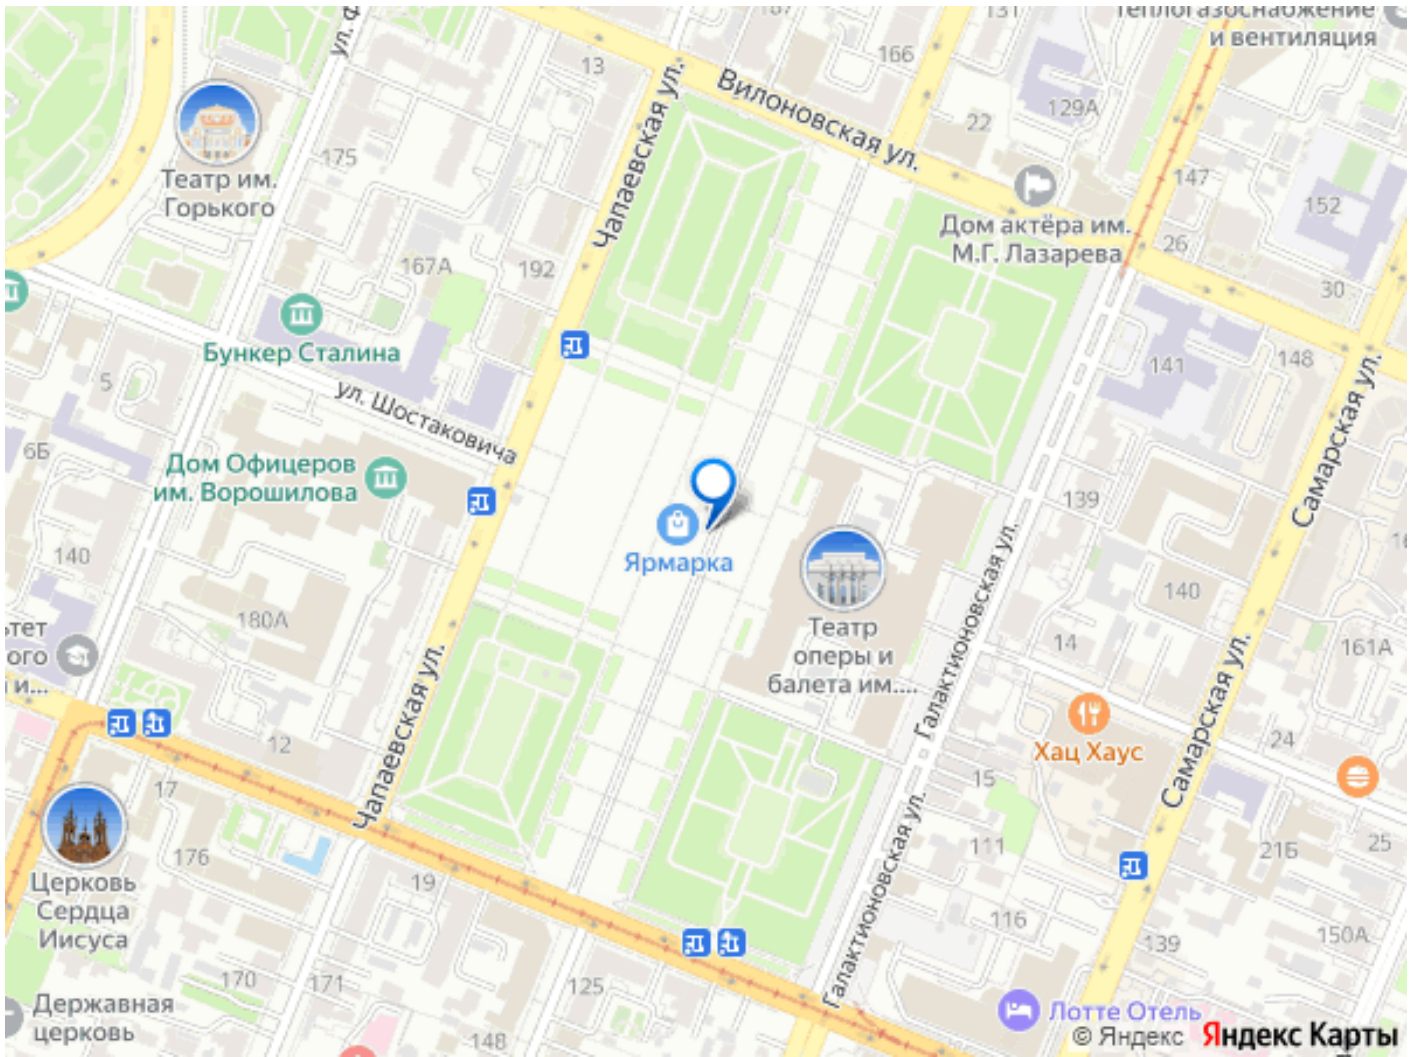 187
131
и вентиляция
166
13
Вилоновская ул.
129А
22
Театр им.
Горького
175
Чапаевская ул.
147
152
Дом актёра им.
М.Г. Лазарева
26
167А
192
30
Бункер Сталина
141
148
5
ул. Шостаковича
Самарская ул.
6Б
Дом Офицеров
им. Ворошилова
139
Ярмарка
140
Галактионовская ул.
140
180А
Театр
оперы и
балета им....
14
161А
Чапаевская ул.
Самарская ул.
12
Хац Хаус
24
15
17
Галактионовская ул.
111
21Б
25
176
19
Церковь
Сердца
Иисуса
116
139
150А
170
171
125
Державная
церковь
148
Лотте Отель
© Яндекс Яндекс Карты